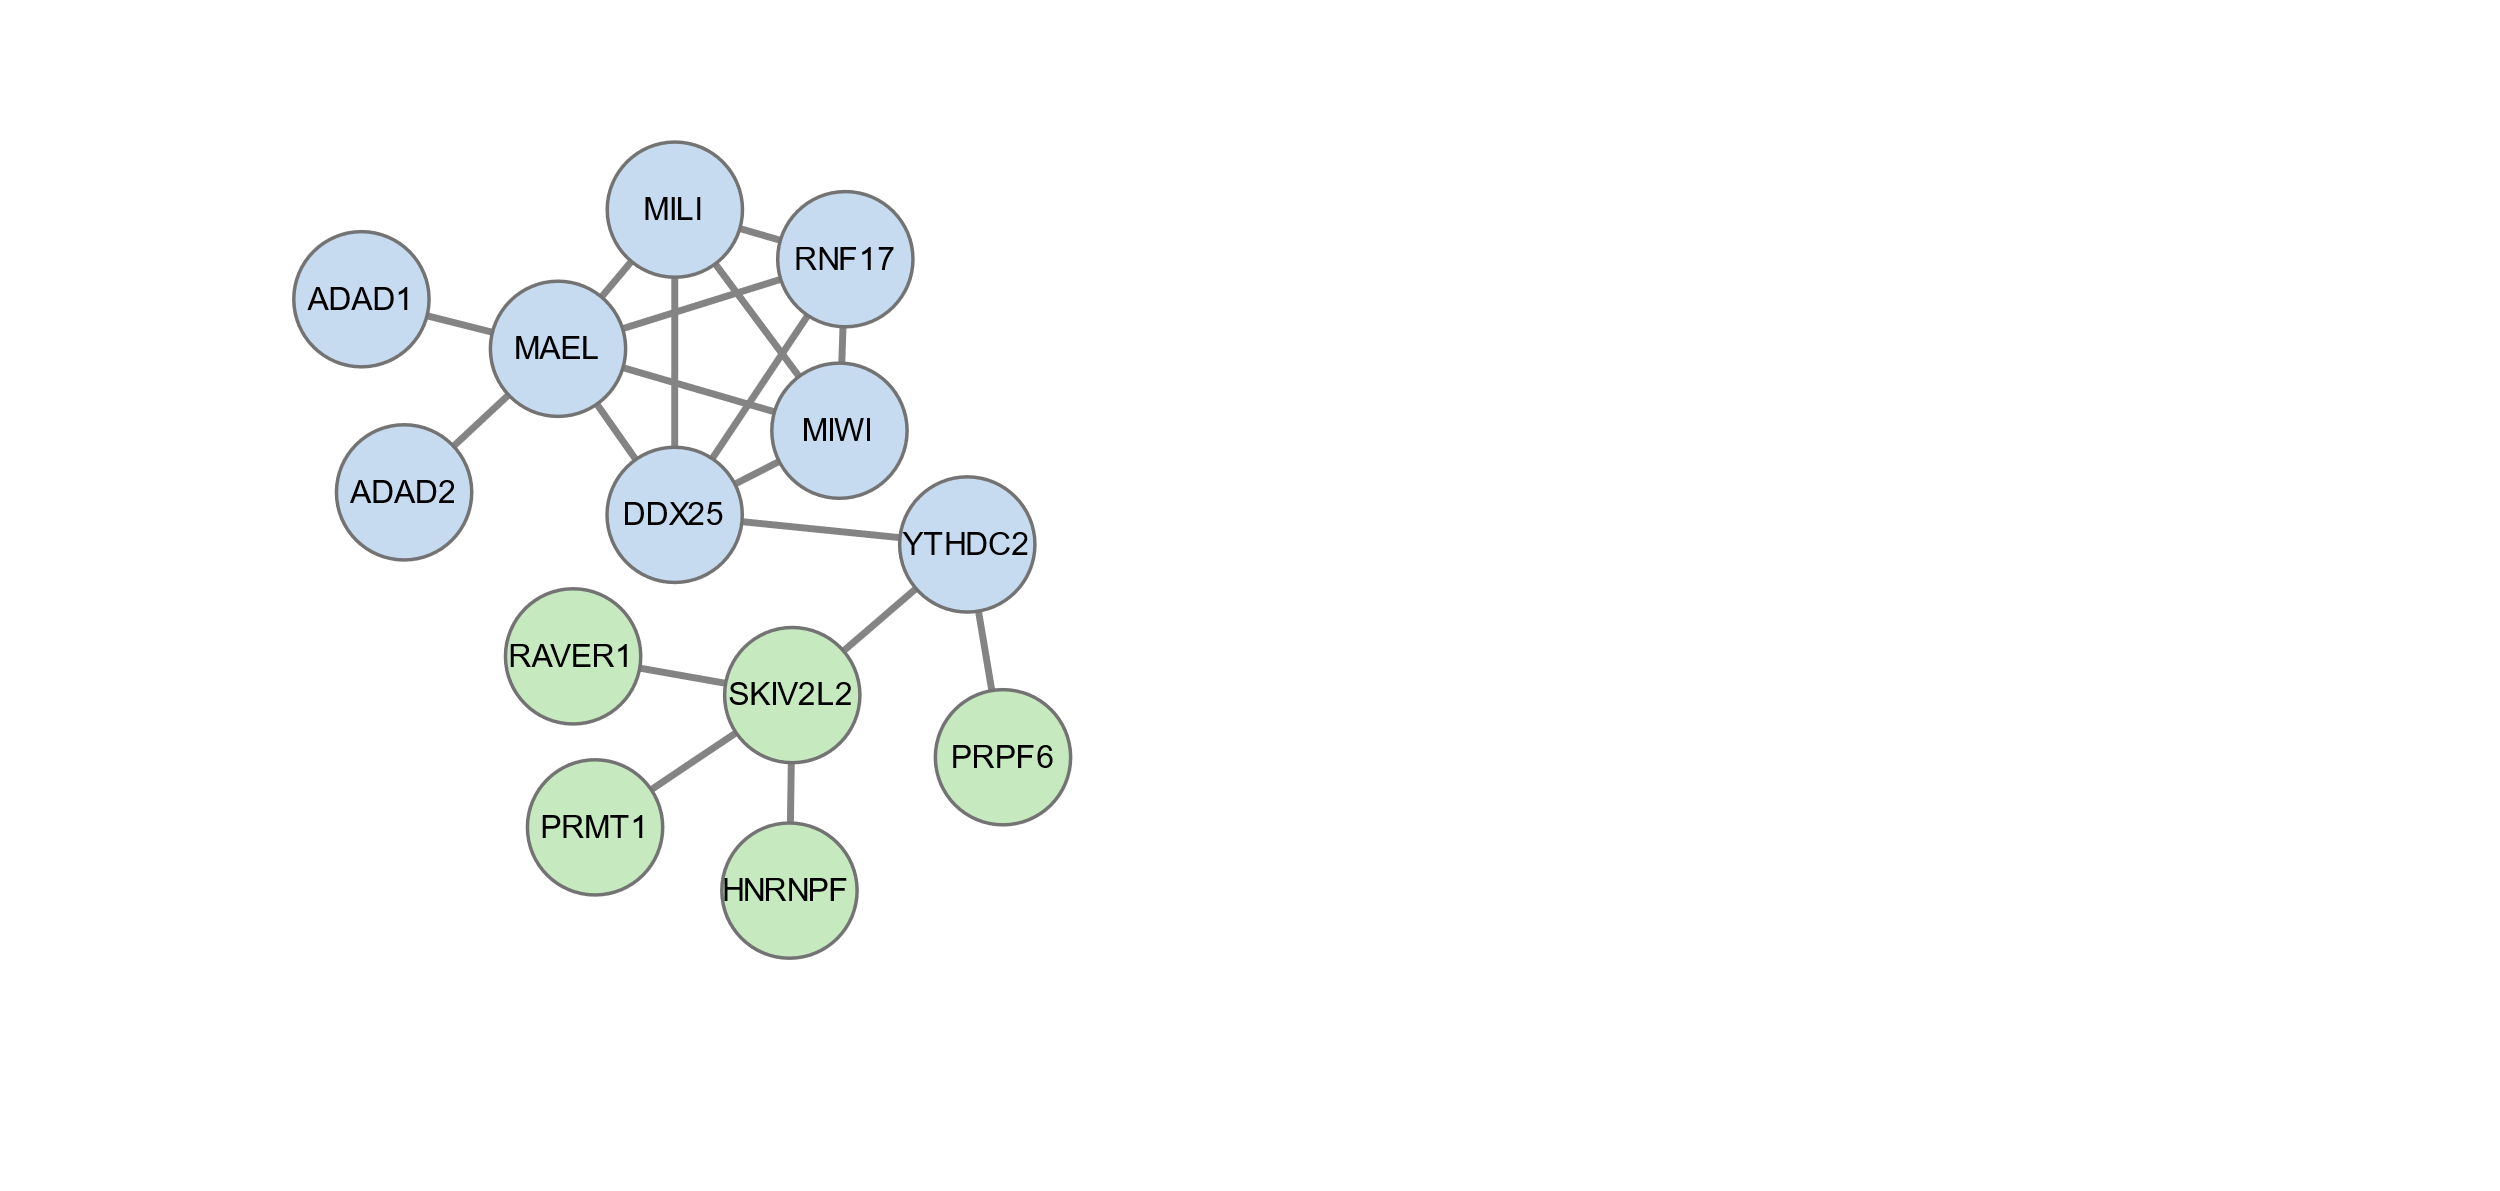 MILI
RNF17
ADAD1
MAEL
MIWI
ADAD2
DDX25
YTHDC2
RAVER1
SKIV2L2
PRPF6
PRMT1
HNRNPF